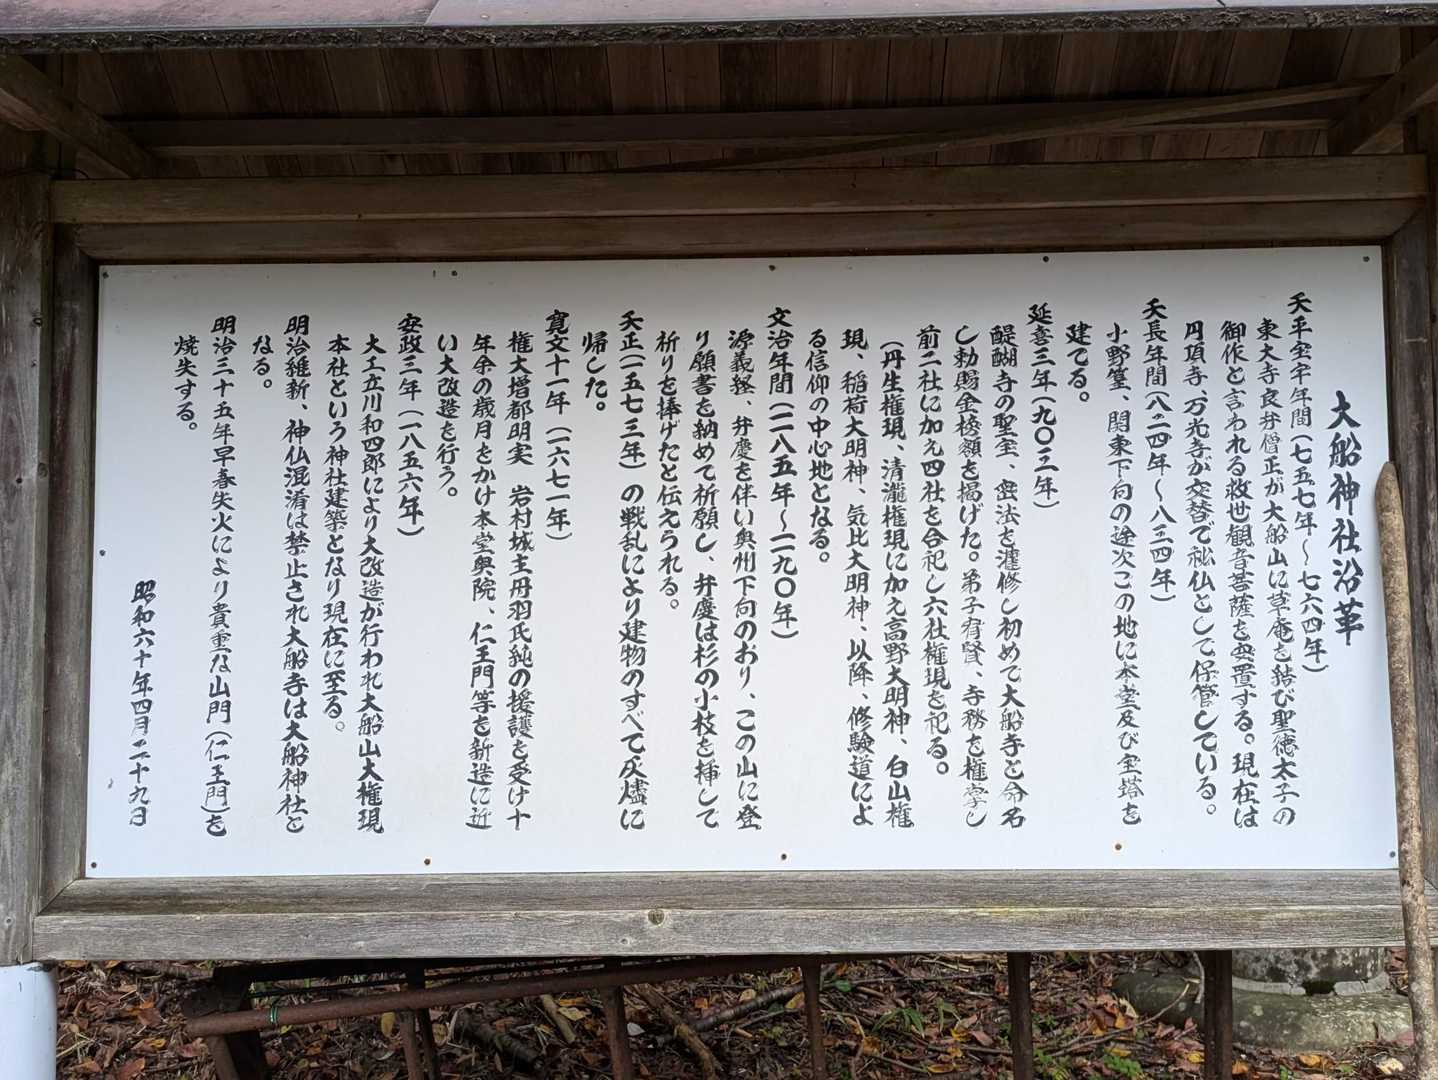 大船神社沿革
天平宝字年間(七五七年~七六四年)
東大寺良弁僧正が大船山に草庵を結び聖徳太子の
御作と言われる救世観音菩薩を安置する。現在は
円頂寺、万光寺が交替で秘仏として保管している。
天長年間(八二四年~八三四年)
小野篁、関東下向の途次この地に本堂及び宝塔を
建てる。
延喜三年(九〇三年)
醍醐寺の聖宝、密法を灌修し初めて大船寺と命名
し勅賜金榜額を掲げた。弟子有賢、寺務を権掌し
前二社に加え四社を合祀し六社権現を祀る。
(丹生権現、清瀧権現に加え高野大明神、白山権
現、稲荷大明神、気比大明神、以降、修験道によ
る信仰の中心地となる。
文治年間(一一八五年~一一九〇年)
源義経、弁慶を伴い奥州下向のおり、この山に登
り願書を納めて祈願し、弁慶は杉の小枝を挿して
祈りを捧げたと伝えられる。
天正(一五七三年)の戦乱により建物のすべて灰燼に
帰した。
寛文十一年(一六七一年)
権大増都明実 岩村城主丹羽氏純の援護を受け十
年余の歳月をかけ本堂奥院、仁王門等を新造に近
い大改造を行う。
安政三年(一八五六年)
大工立川和四郎により大改造が行われ大船山大権現
本社といろ神社建築となり現在に至る。
明治維新、神仏混淆は禁止され大船寺は大船神社と
なる。
明治三十五年早春失火により貴重な山門(仁王門)を
焼失する。
昭和六十年四月二十九日